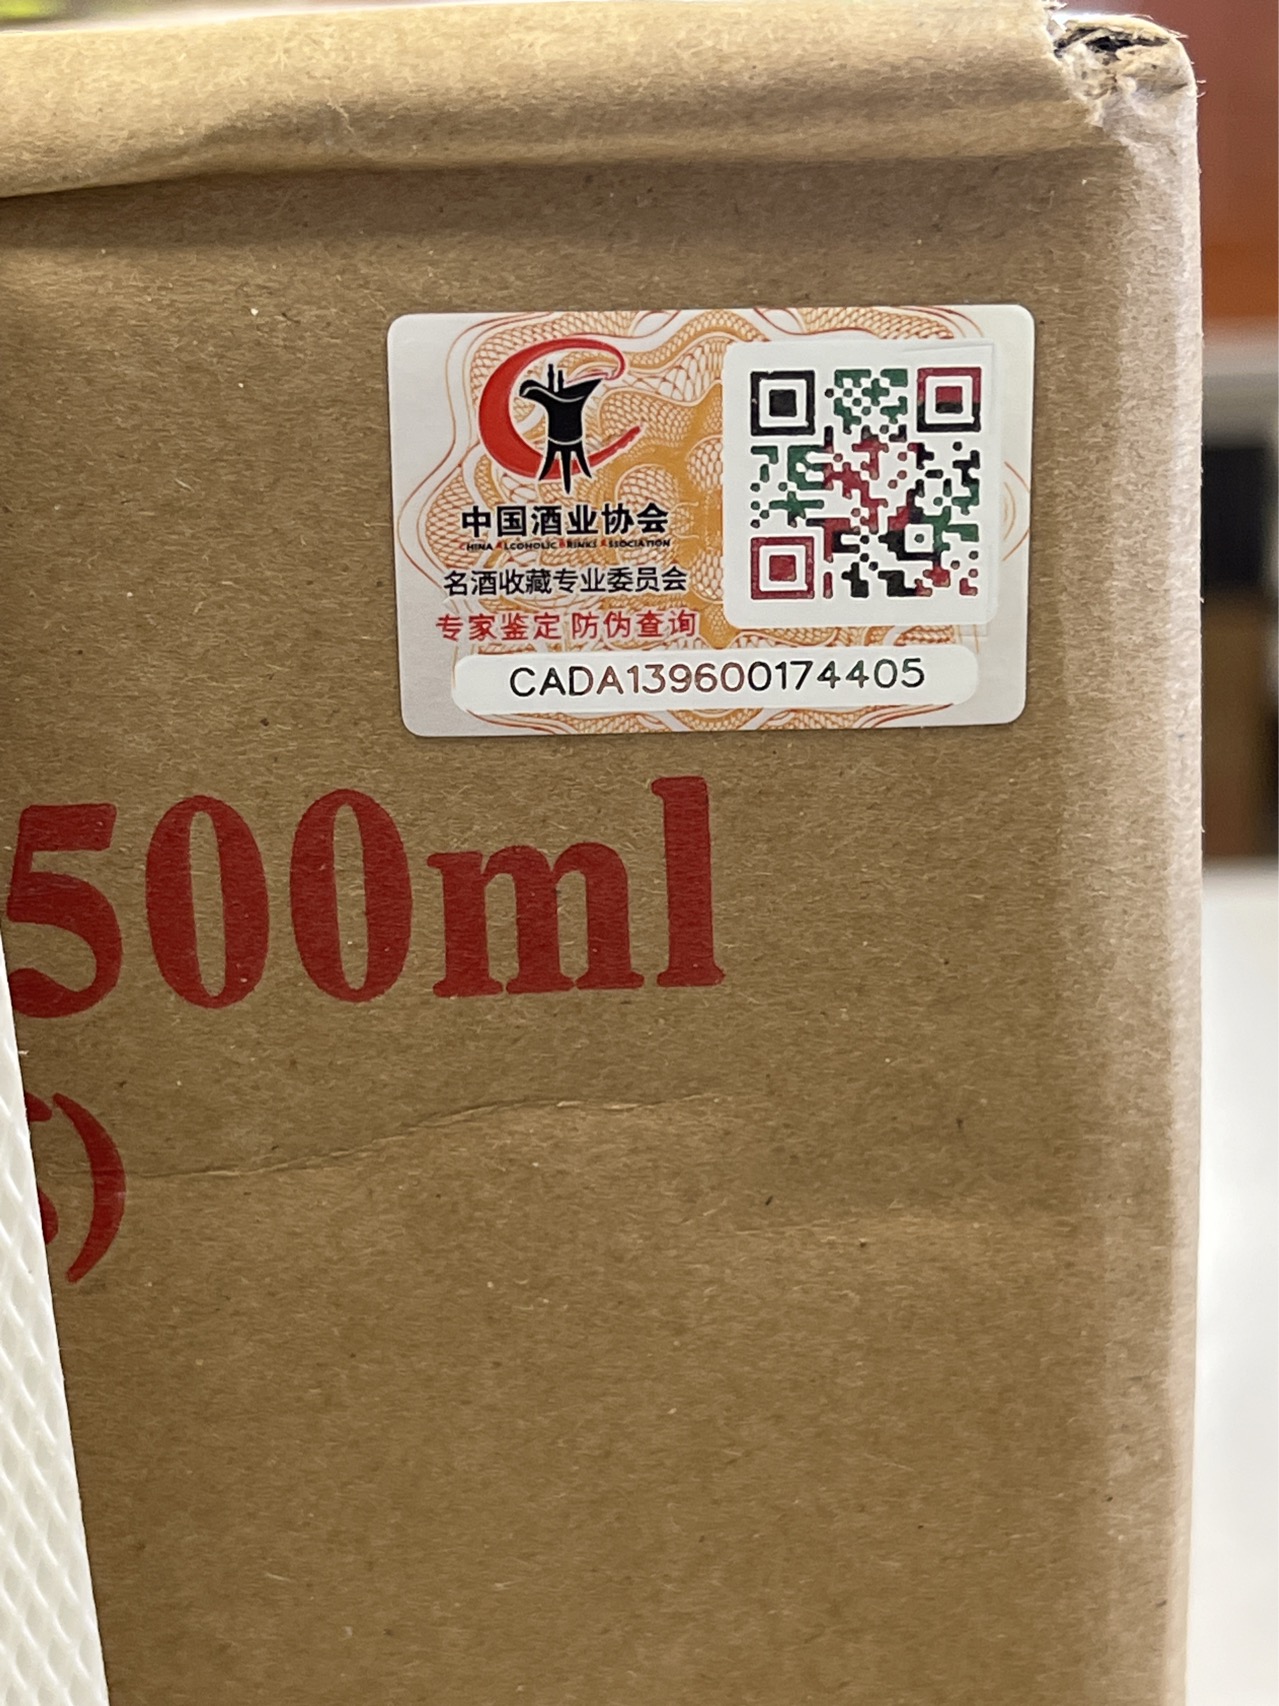 中国酒业协会
CHINA ALCOHOLIC DRINKS ASSOCIATION
名酒收藏专业委员会
专家鉴定 防伪查询
CADA139600174405
500ml
)